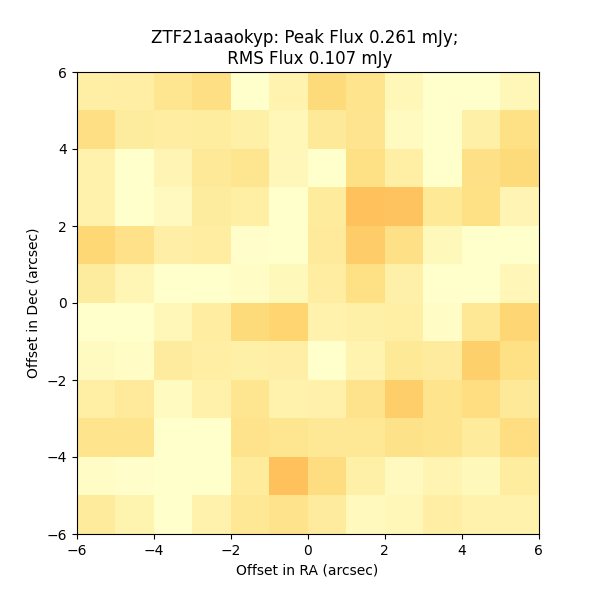 ZTF21aaaokyp: Peak Flux 0.261 mJy;
RMS Flux 0.107 mJy
6
4
2
0
−2
−4
−6
Offset in Dec (arcsec)
−6 −4 −2 0 2 4 6
Offset in RA (arcsec)